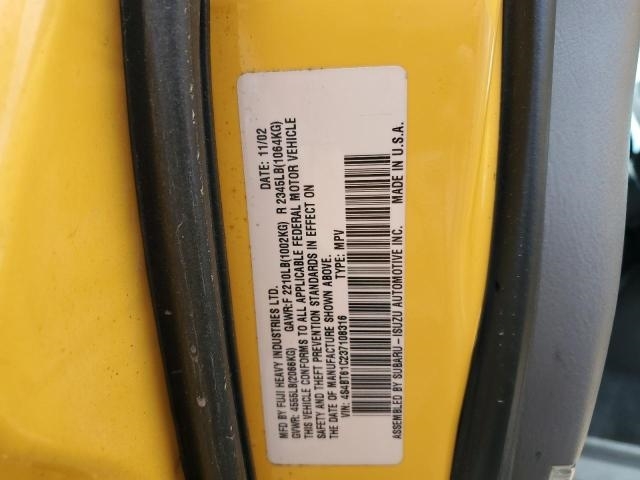 MFD BY FUJI HEAVY INDUSTRIES LTD. DATE: 11/02
GVWR: 4555LB(2066KG) GAWR:F 2210LB(1002KG) R 2345LB(1064KG)
THIS VEHICLE CONFORMS TO ALL APPLICABLE FEDERAL MOTOR VEHICLE
SAFETY AND THEFT PREVENTION STANDARDS IN EFFECT ON
THE DATE OF MANUFACTURE SHOWN ABOVE.
VIN: 4S4BT61C237108316 TYPE: MPV
ASSEMBLED BY SUBARU-ISUZU AUTOMOTIVE INC. MADE IN U.S.A.